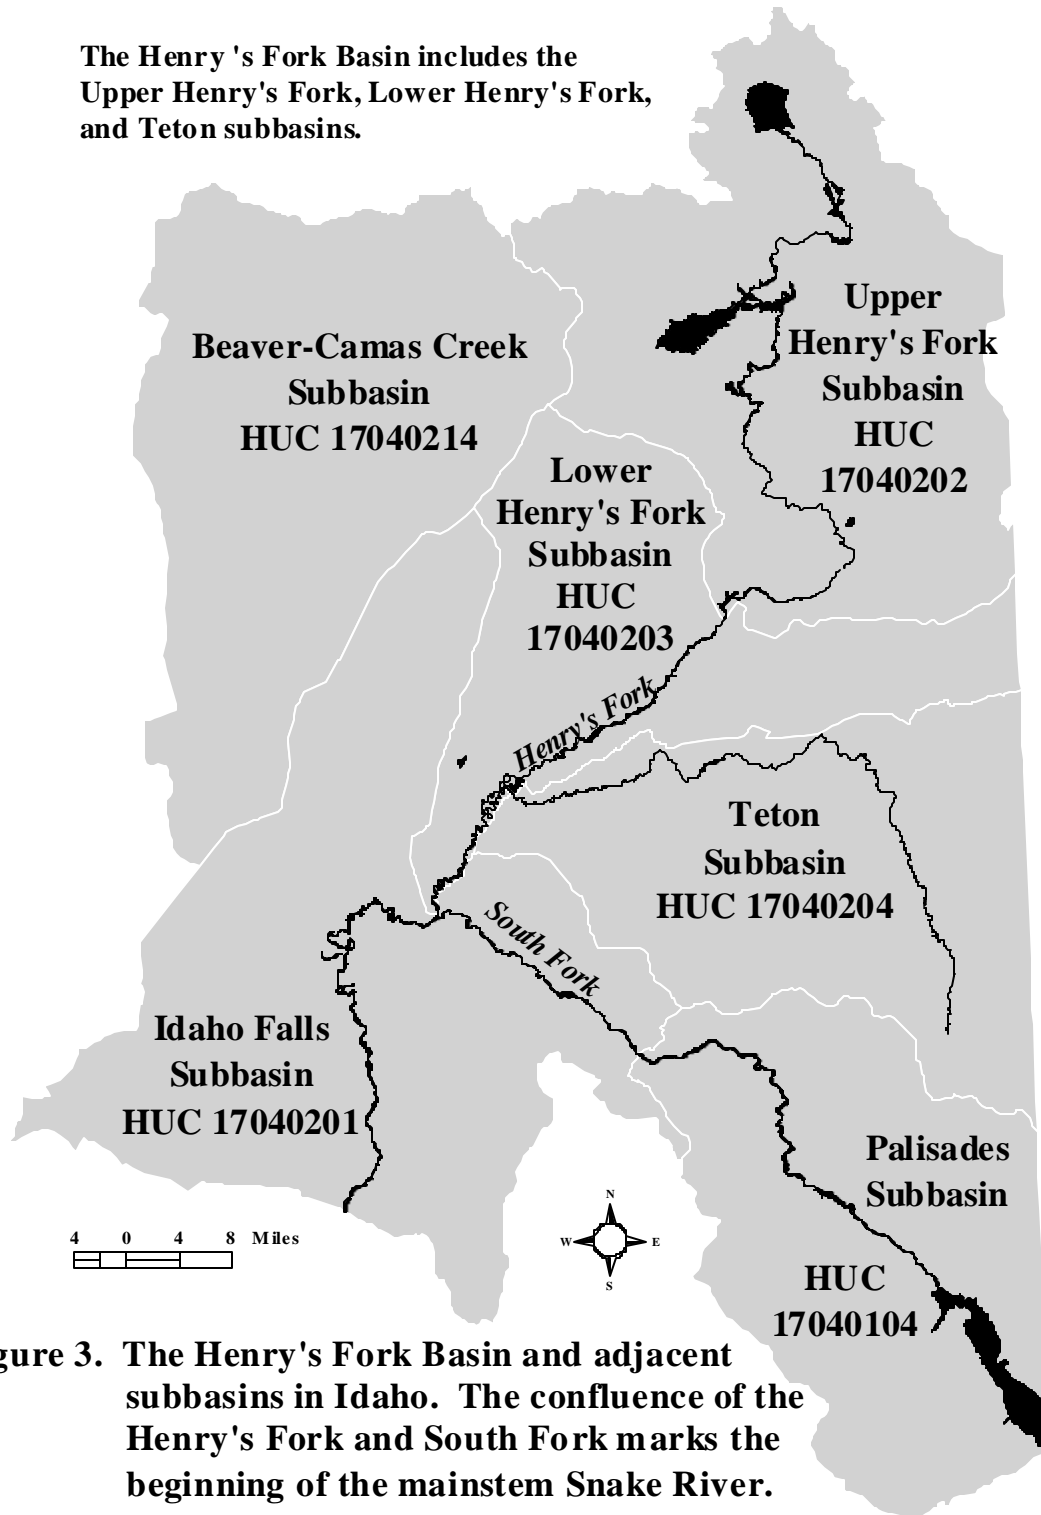 The Henry 's Fork Basin includes the
Upper Henry's Fork, Lower Henry's Fork,
and Teton subbasins.
Upper
Henry's Fork
Subbasin
HUC
17040202
Beaver-Camas Creek
Subbasin
HUC 17040214
Lower
Henry's Fork
Subbasin
HUC
17040203
Henry's Fork
Teton
Subbasin
HUC 17040204
South Fork
Idaho Falls
Subbasin
HUC 17040201
Palisades
Subbasin
HUC
17040104
N
W E
S
4 0 4 8 Miles
gure 3. The Henry's Fork Basin and adjacent
subbasins in Idaho. The confluence of the
Henry's Fork and South Fork marks the
beginning of the mainstem Snake River.